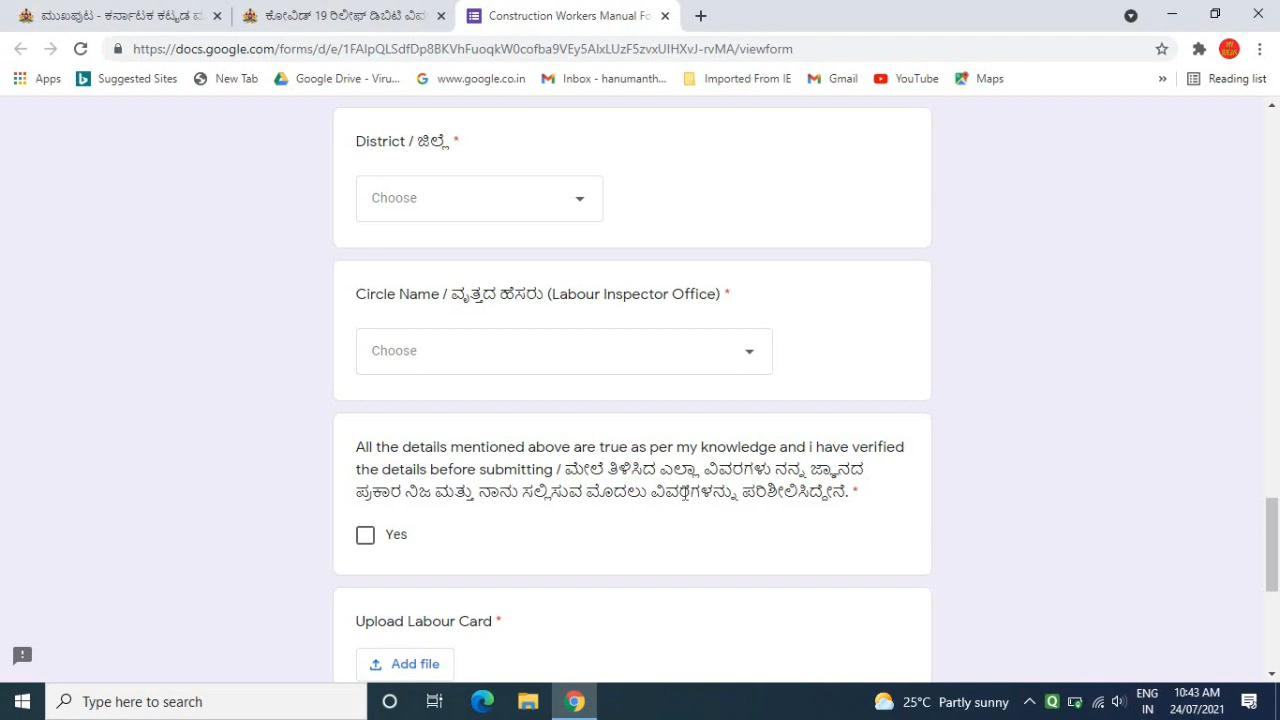 ಮುಖಪುಟ - ಕರ್ನಾಟಕ ಕಟ್ಟಡ ಮ
ಕೋವಿಡ್ 19 ರಿಲೀಫ್ ಡಿಬಿಟಿ ವಿವ
Construction Workers Manual Fo
https://docs.google.com/forms/d/e/1FAIpQLSdfDp8BKVhFuoqkW0cofba9VEy5AlxLUzF5zvxUIHXvJ-rvMA/viewform
Apps Suggested Sites New Tab Google Drive - Viru... www.google.co.in Inbox - hanumanth... Imported From IE Gmail YouTube Maps » Reading list
District / ಜಿಲ್ಲೆ *
Choose
Circle Name / ವೃತ್ತದ ಹೆಸರು (Labour Inspector Office) *
Choose
All the details mentioned above are true as per my knowledge and i have verified
the details before submitting / ಮೇಲೆ ತಿಳಿಸಿದ ಎಲ್ಲಾ ವಿವರಗಳು ನನ್ನ ಜ್ಞಾನದ
ಪ್ರಕಾರ ನಿಜ ಮತ್ತು ನಾನು ಸಲ್ಲಿಸುವ ಮೊದಲು ವಿವರಗಳನ್ನು ಪರಿಶೀಲಿಸಿದ್ದೇನೆ. *
Yes
Upload Labour Card *
Add file
Type here to search
25°C Partly sunny
ENG
IN
10:43 AM
24/07/2021